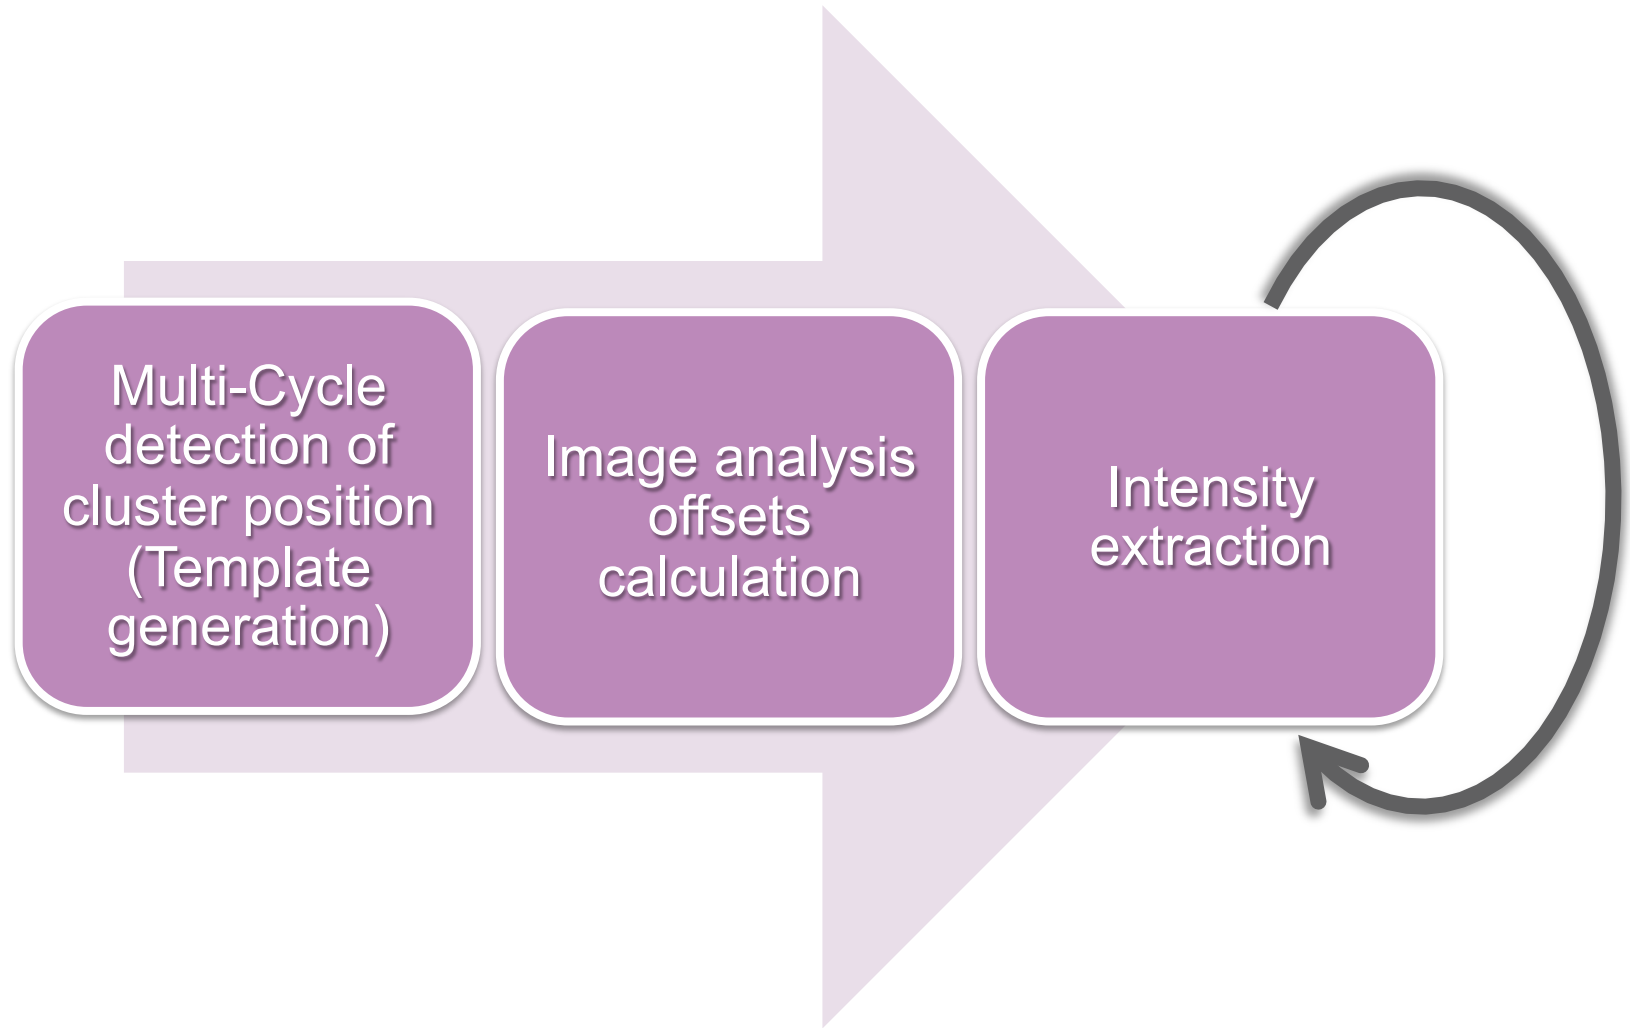 Multi-Cycle
detection of
cluster position
(Template
generation)
Image analysis
offsets
calculation
Intensity
extraction